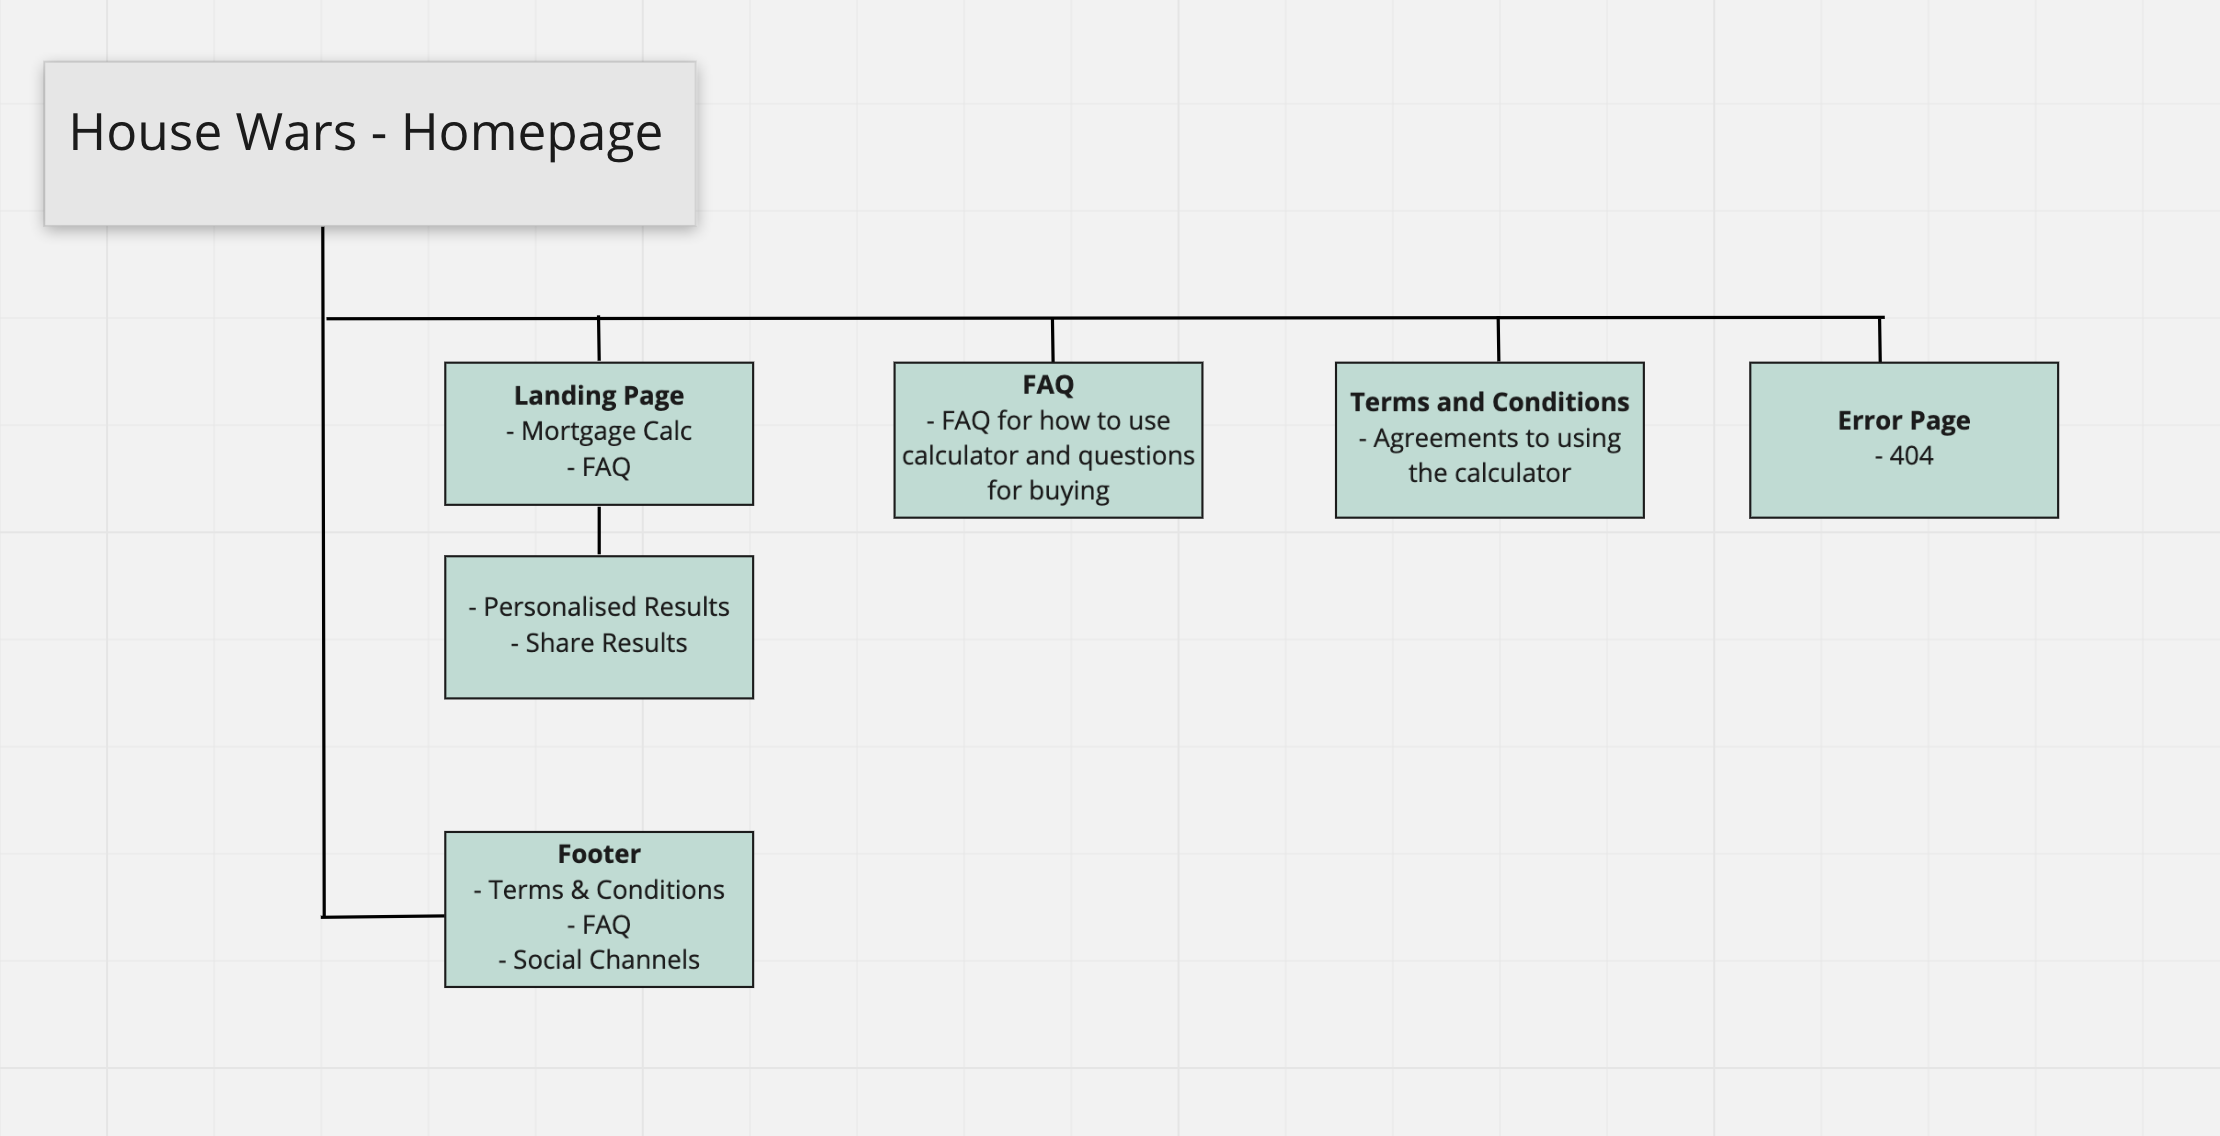 House Wars - Homepage
Landing Page
- Mortgage Calc
- FAQ
FAQ
- FAQ for how to use
calculator and questions
for buying
Terms and Conditions
- Agreements to using
the calculator
Error Page
- 404
- Personalised Results
- Share Results
Footer
- Terms & Conditions
- FAQ
- Social Channels